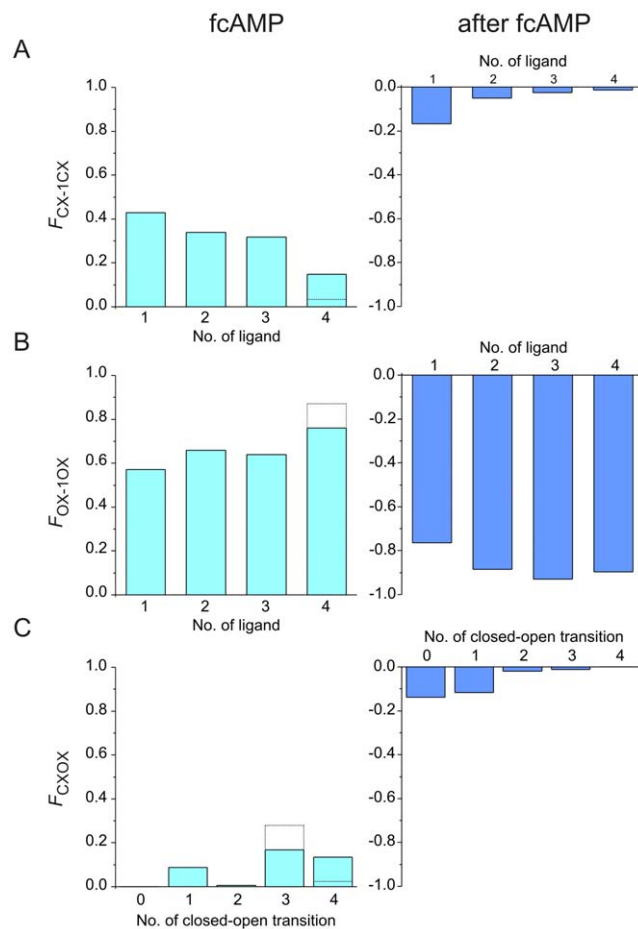 fcAMP after fcAMP
A
No. of ligand
1 2 3 4
1.0 0.0
0.8 -0.2
0.6 -0.4
0.4 -0.6
0.2 -0.8
0.0 -1.0
F CX-1CX
1 2 3 4
No. of ligand
B
No. of ligand
1 2 3 4
1.0 0.0
0.8 -0.2
0.6 -0.4
0.4 -0.6
0.2 -0.8
0.0 -1.0
F OX-1OX
1 2 3 4
No. of ligand
C
No. of closed-open transition
0 1 2 3 4
1.0 0.0
0.8 -0.2
0.6 -0.4
0.4 -0.6
0.2 -0.8
0.0 -1.0
F CXOX
0 1 2 3 4
No. of closed-open transition